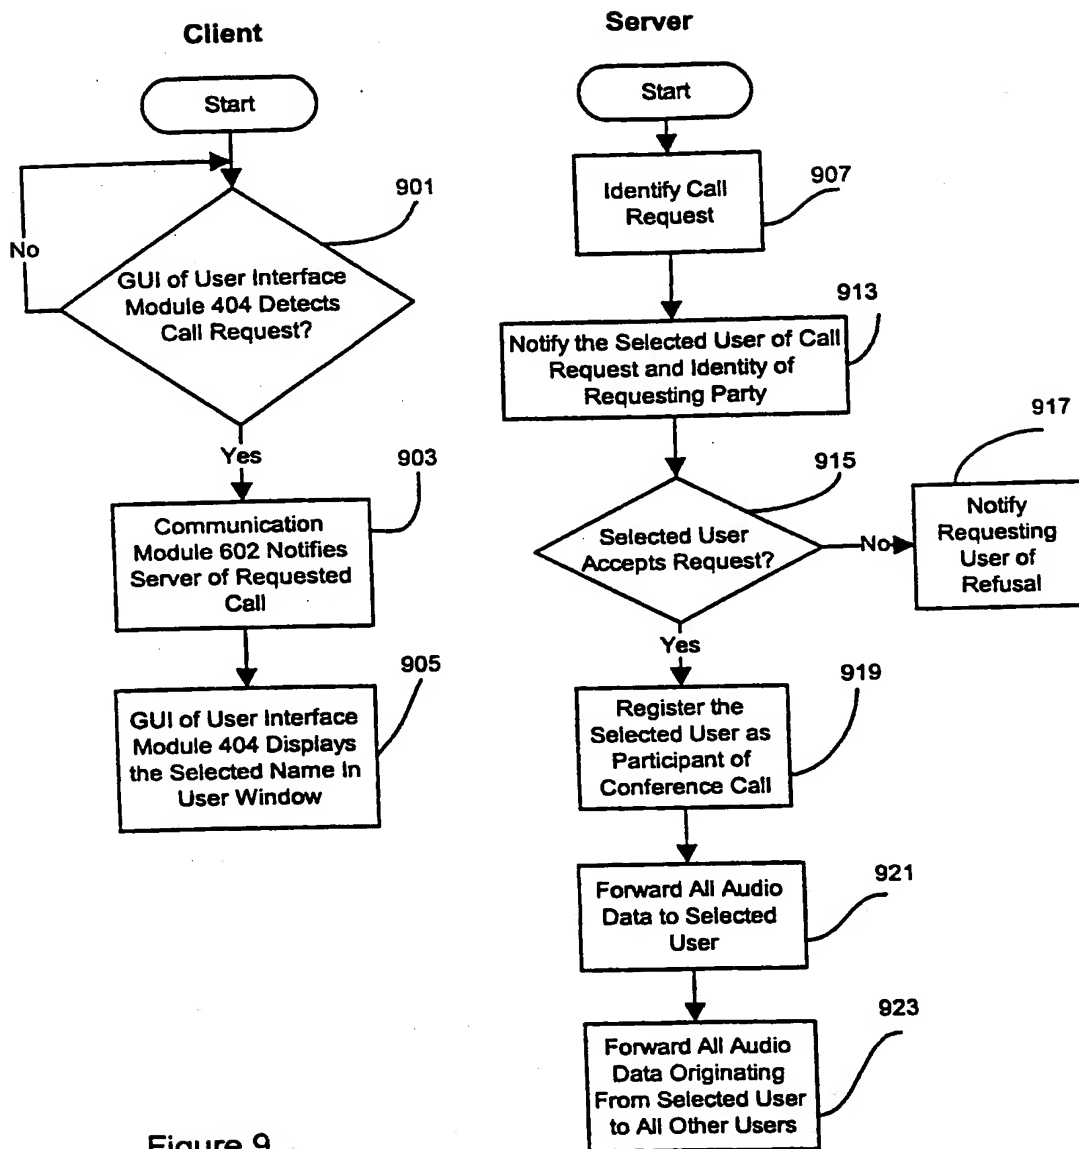 Client
Start
901
No
GUI of User Interface
Module 404 Detects
Call Request?
Yes
903
Communication
Module 602 Notifies
Server of Requested
Call
905
GUI of User Interface
Module 404 Displays
the Selected Name in
User Window
Server
Start
907
Identify Call
Request
913
Notify the Selected User of Call
Request and Identity of
Requesting Party
915
Selected User
Accepts Request?
No
917
Notify
Requesting
User of
Refusal
Yes
919
Register the
Selected User as
Participant of
Conference Call
921
Forward All Audio
Data to Selected
User
923
Forward All Audio
Data Originating
From Selected User
to All Other Users
Figure 9